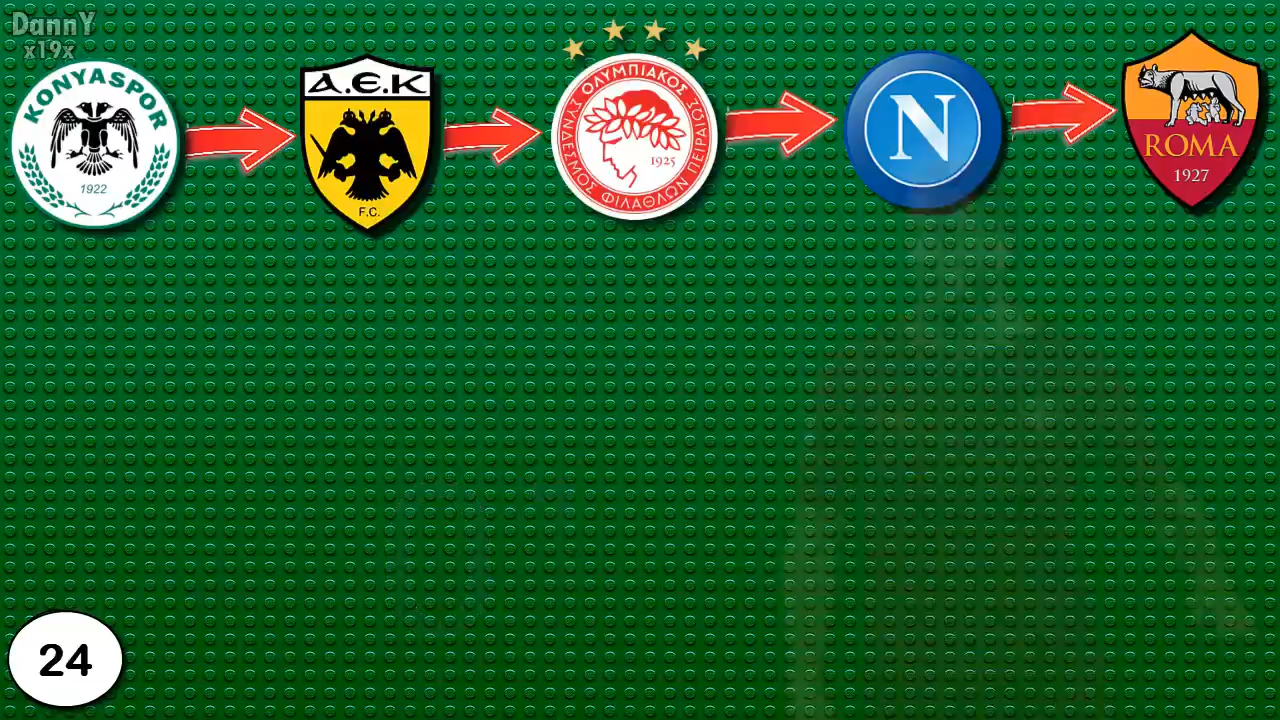 DannY
x19x
KONYASPOR
1922
Α.Ε.Κ
F.C.
ΟΛΥΜΠΙΑΚΟΣ
ΣΥΝΔΕΣΜΟΣ ΦΙΛΑΘΛΩΝ ΠΕΙΡΑΙΩΣ
1925
N
ROMA
1927
24